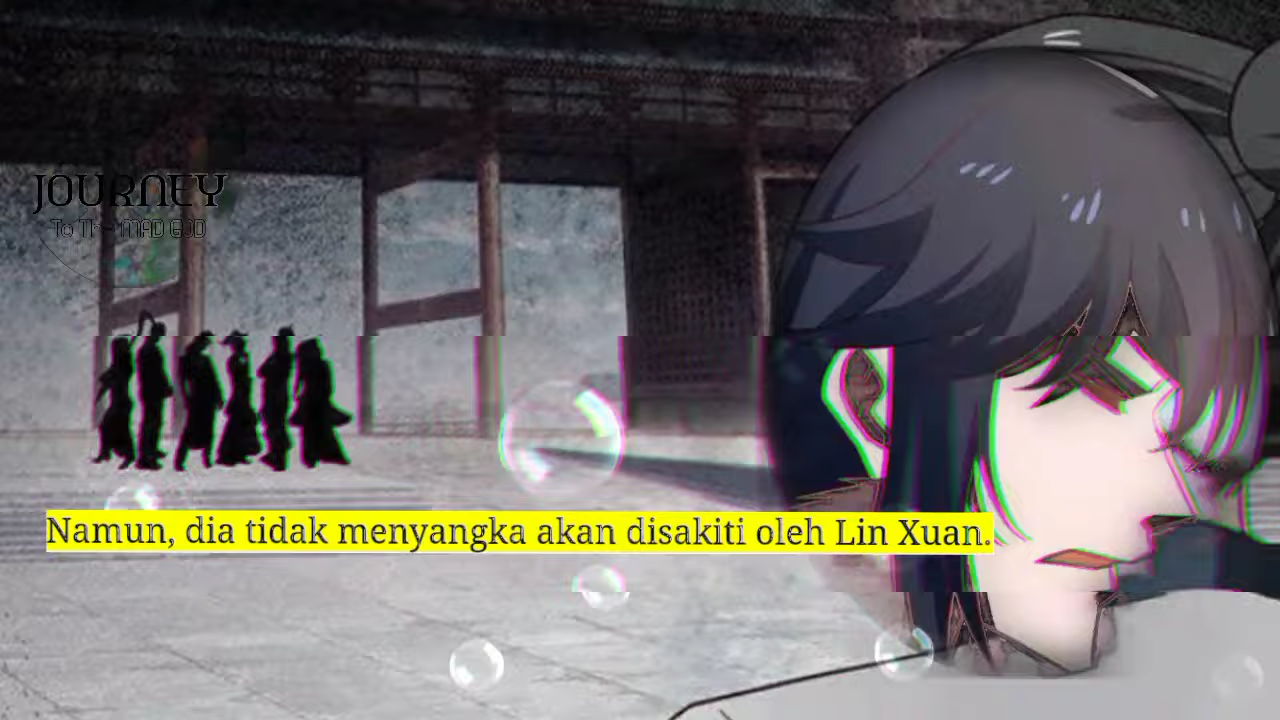 JOURNEY
To The MAD GOD
Namun, dia tidak menyangka akan disakiti oleh Lin Xuan.